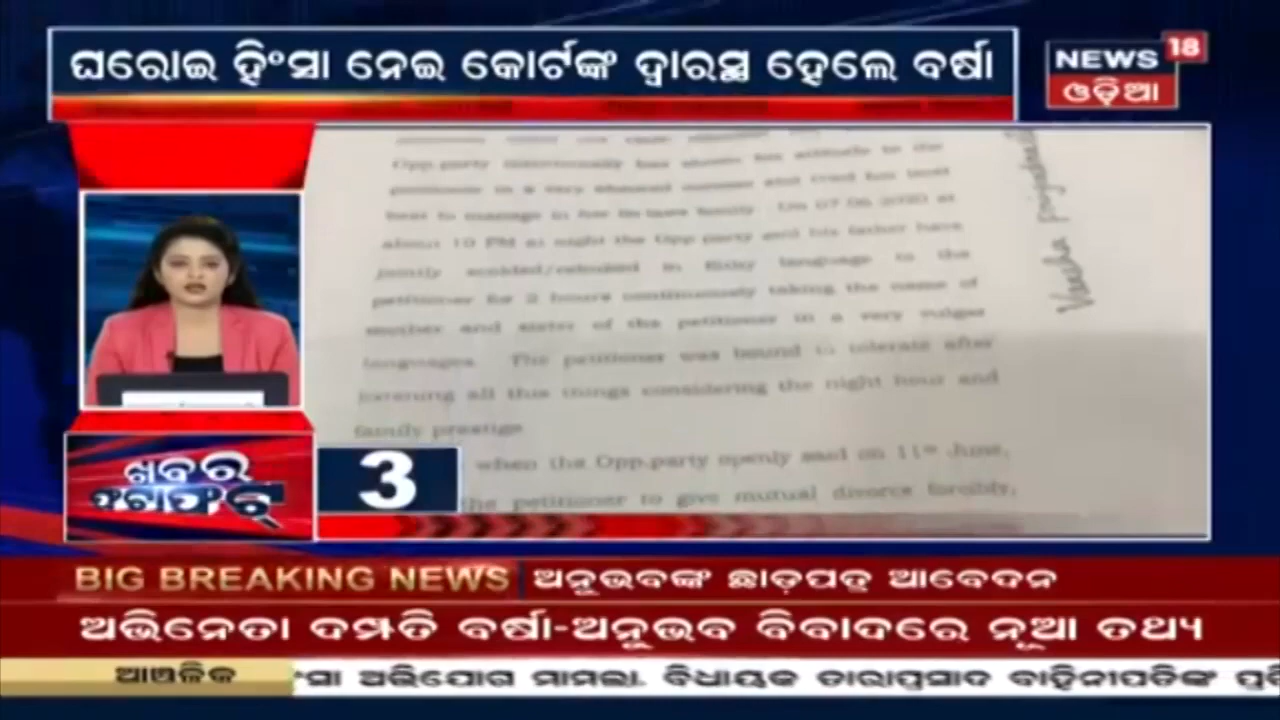 ଘରୋଇ ହିଂସା ନେଇ କୋର୍ଟଙ୍କ ଦ୍ୱାରସ୍ଥ ହେଲେ ବର୍ଷା
NEWS 18
ଓଡ଼ିଆ
Opp.party intentionally has shown his attitude to the
petitioner in a very manner and tried her level
best to manage in her in-laws family. On 07.06.2020 at
about 10 PM at night the Opp.party and his father have
jointly scolded/rebuked in filthy language to the
petitioner for 2 hours continuously taking the name of
mother and sister of the petitioner in a very vulgar
languages. The petitioner was bound to tolerate after
all this things considering the night hour and
family prestige
when the Opp.party openly said on 11th June,
the petitioner to give mutual divorce forcibly,
Varsha Priyadarshini
ଖବର
ଫଟାଫଟ୍
3
BIG BREAKING NEWS
ଅନୁଭବଙ୍କ ଛାଡ଼ପତ୍ର ଆବେଦନ
ଅଭିନେତା ଦମ୍ପତି ବର୍ଷା-ଅନୁଭବ ବିବାଦରେ ନୂଆ ତଥ୍ୟ
ଆଞ୍ଚଳିକ
ଂସା ଅଭିଯୋଗ ମାମଲା. ବିଧାୟକ ତାରାପ୍ରସାଦ ବାହିନୀପତିଙ୍କ